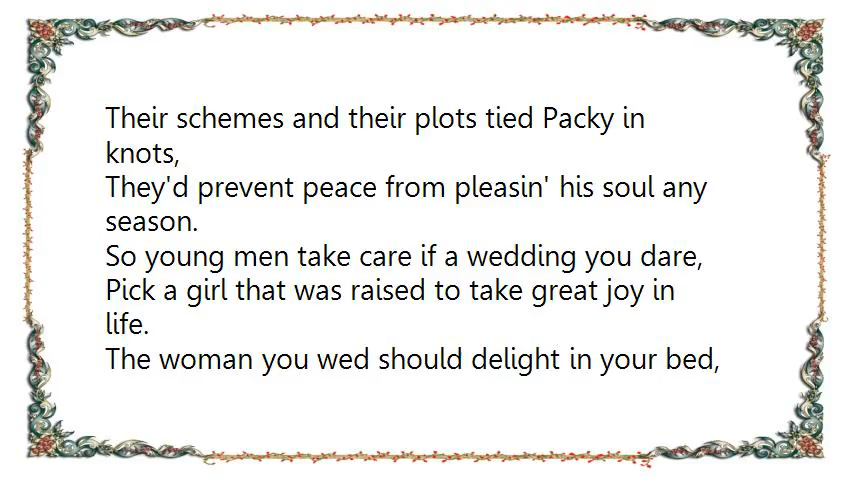 Their schemes and their plots tied Packy in
knots,
They'd prevent peace from pleasin' his soul any
season.
So young men take care if a wedding you dare,
Pick a girl that was raised to take great joy in
life.
The woman you wed should delight in your bed,